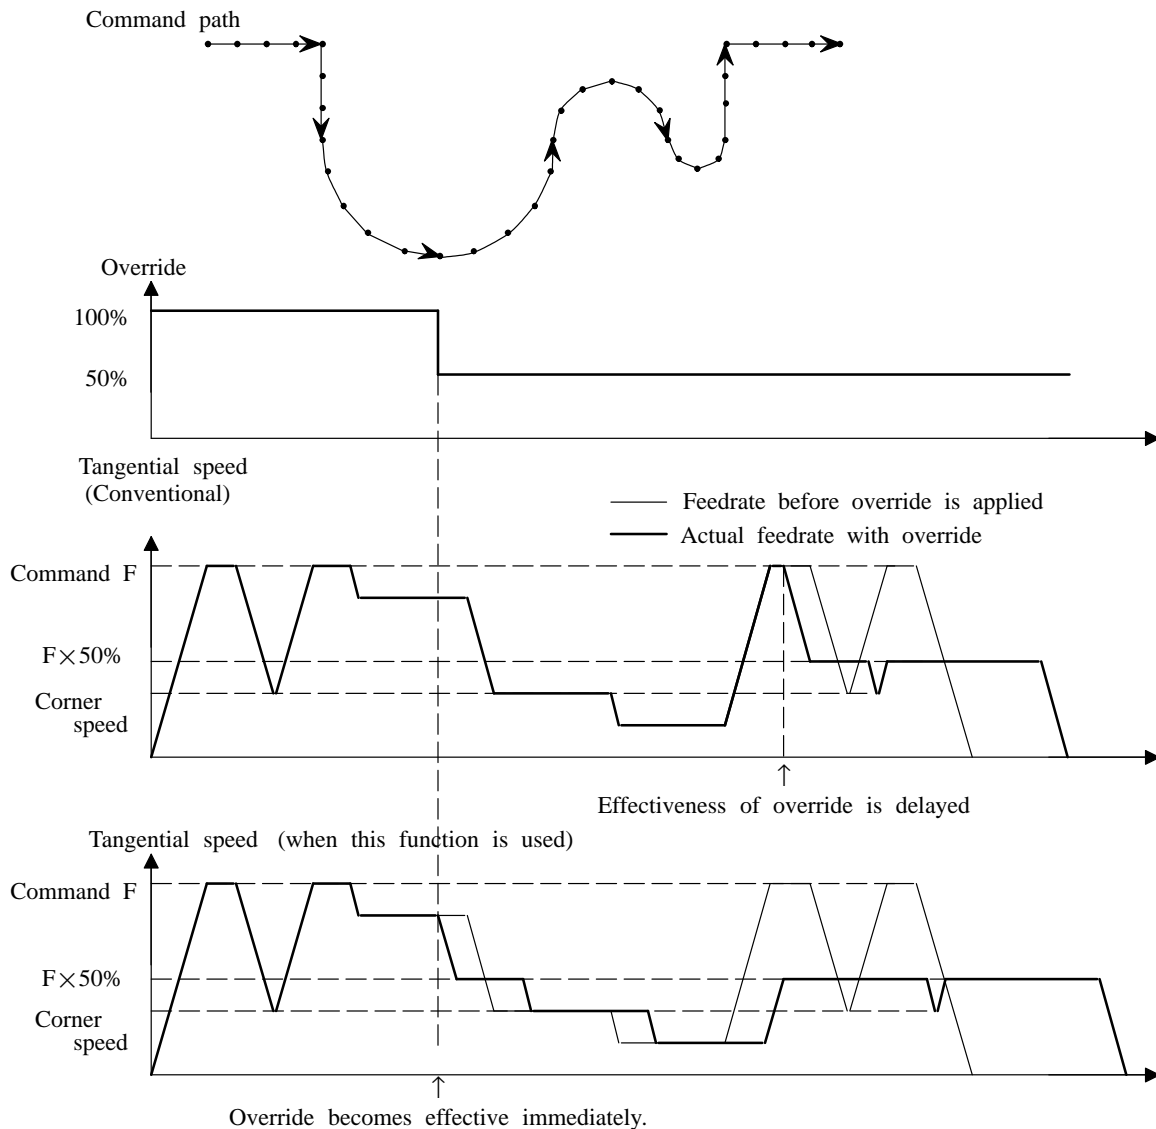 Command path
Override
100%
50%
Tangential speed
(Conventional)
Feedrate before override is applied
Actual feedrate with override
Command F
F×50%
Corner
speed
↑
Effectiveness of override is delayed
Tangential speed (when this function is used)
Command F
F×50%
Corner
speed
↑
Override becomes effective immediately.